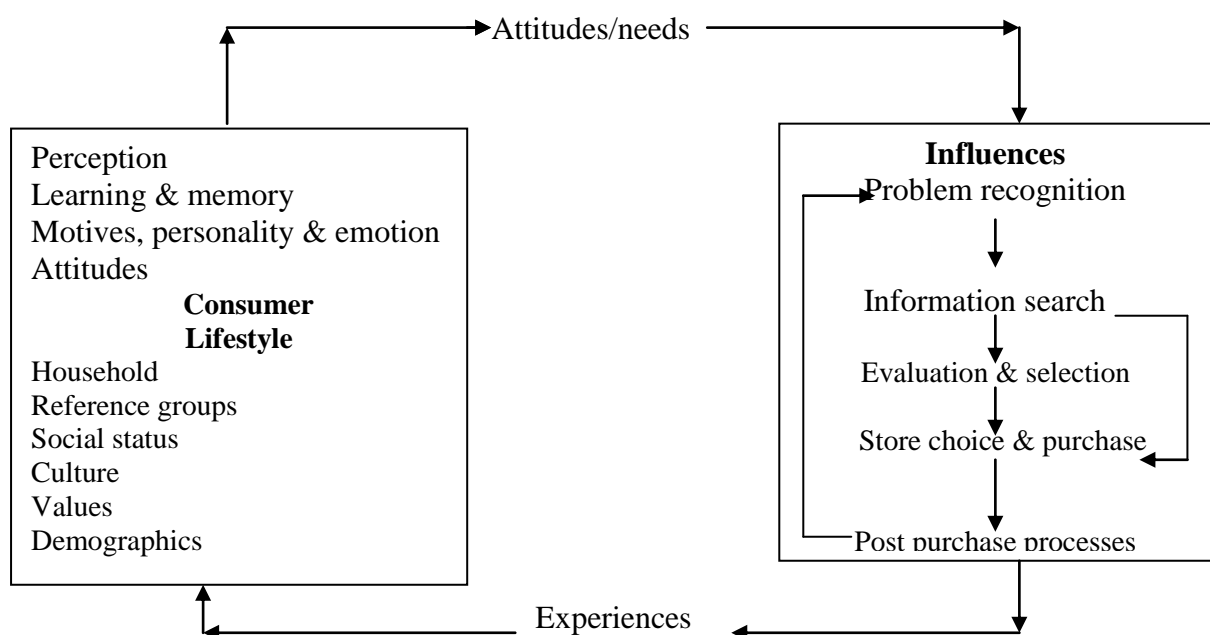 Attitudes/needs
Perception
Learning & memory
Motives, personality & emotion
Attitudes
Consumer
Lifestyle
Household
Reference groups
Social status
Culture
Values
Demographics
Influences
Problem recognition
Information search
Evaluation & selection
Store choice & purchase
Post purchase processes
Experiences